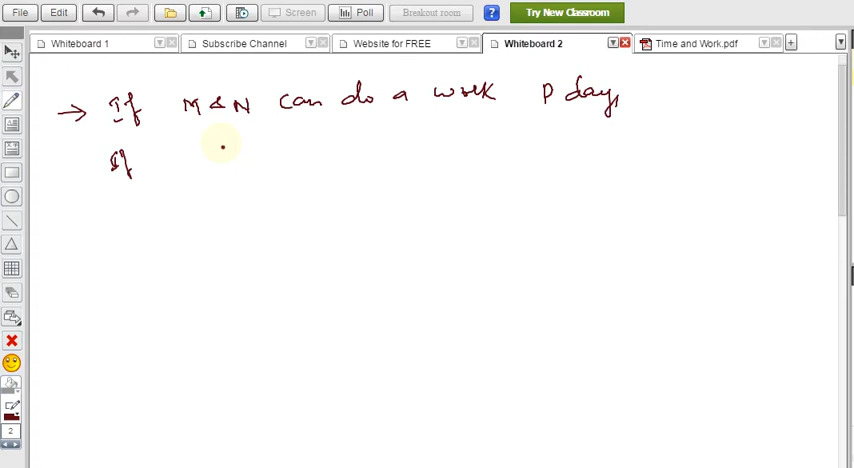 File Edit Screen Poll Breakout room ? Try New Classroom
Whiteboard 1 Subscribe Channel Website for FREE Whiteboard 2 Time and Work.pdf
→ If M & N can do a work P days
If
2